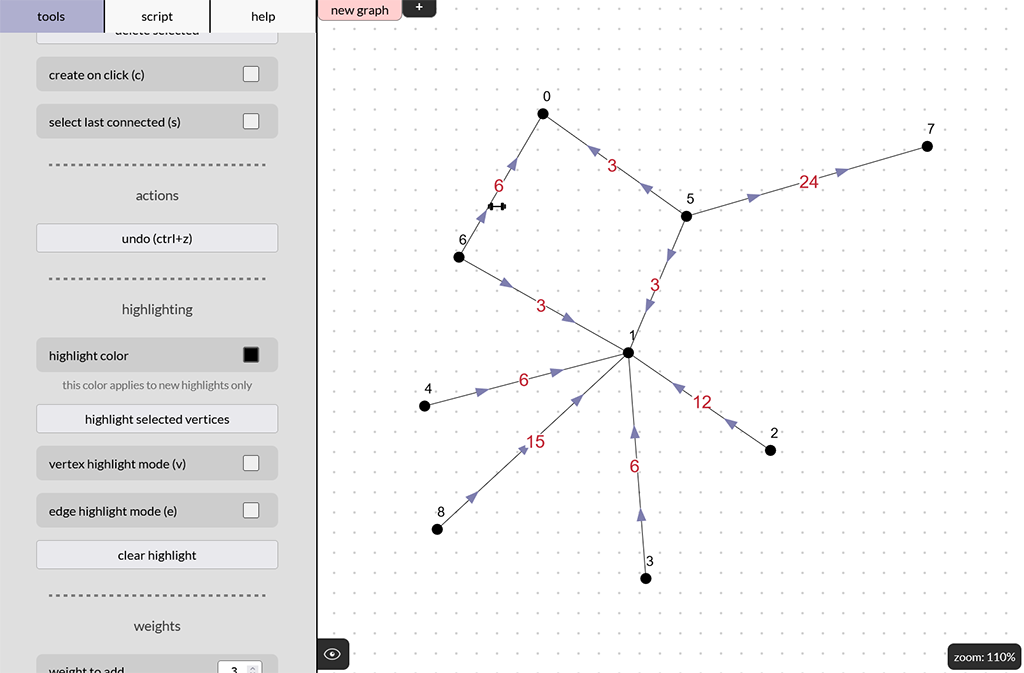 tools script help
new graph +
delete selected
create on click (c)
select last connected (s)
actions
undo (ctrl+z)
highlighting
highlight color
this color applies to new highlights only
highlight selected vertices
vertex highlight mode (v)
edge highlight mode (e)
clear highlight
weights
weight to add 3
0
7
3
24
6
5
6
3
3
1
4
6
12
2
15
6
8
3
zoom: 110%